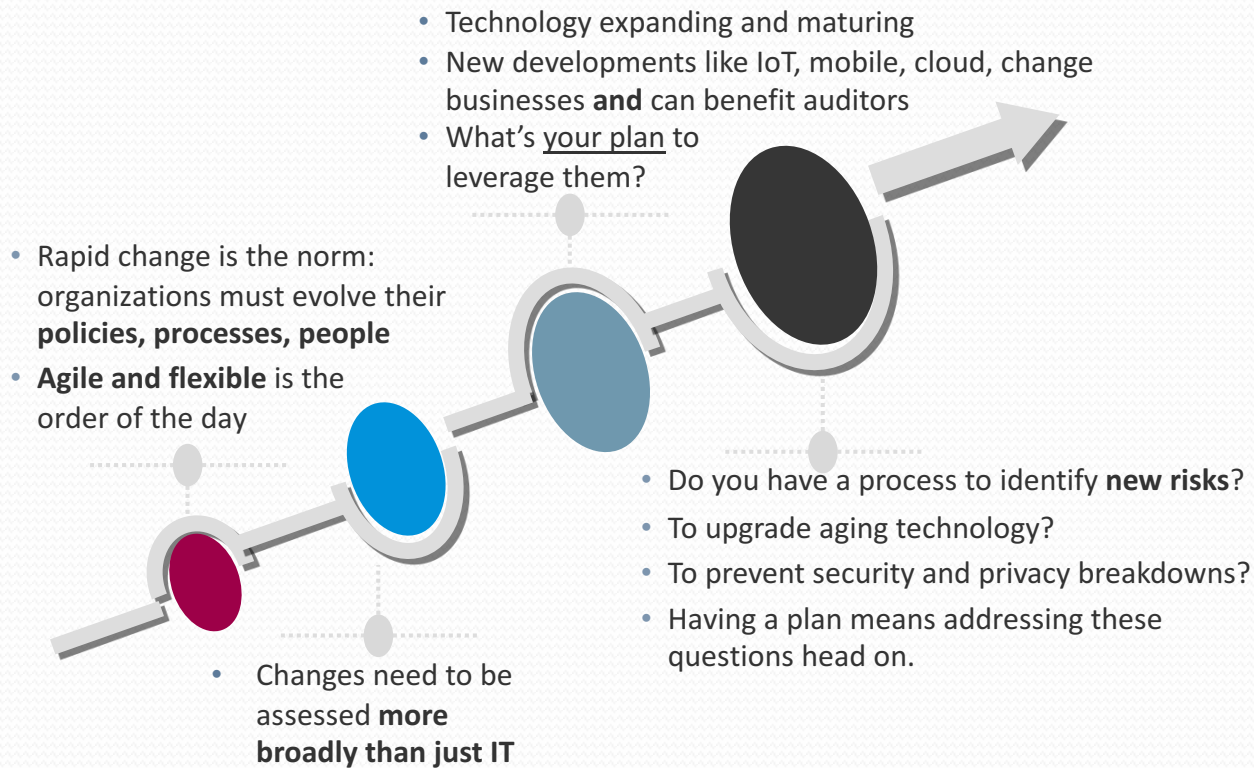 • Technology expanding and maturing
• New developments like IoT, mobile, cloud, change
businesses and can benefit auditors
• What's your plan to
leverage them?
• Rapid change is the norm:
organizations must evolve their
policies, processes, people
• Agile and flexible is the
order of the day
• Do you have a process to identify new risks?
• To upgrade aging technology?
• To prevent security and privacy breakdowns?
• Having a plan means addressing these
questions head on.
• Changes need to be
assessed more
broadly than just IT